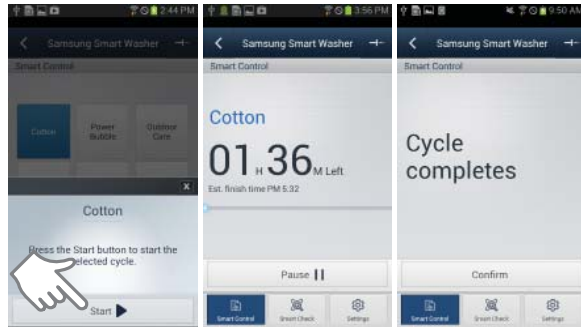 2:44 PM
Samsung Smart Washer
Smart Control
Cotton
Power
Bubble
Outdoor
Care
X
Cotton
Press the Start button to start the
selected cycle.
Start
3:56 PM
Samsung Smart Washer
Smart Control
Cotton
01 H 36 M Left
Est. finish time PM 5:32
Pause
Smart Control
Smart Check
Settings
9:50 AM
Samsung Smart Washer
Smart Control
Cycle
completes
Confirm
Smart Control
Smart Check
Settings